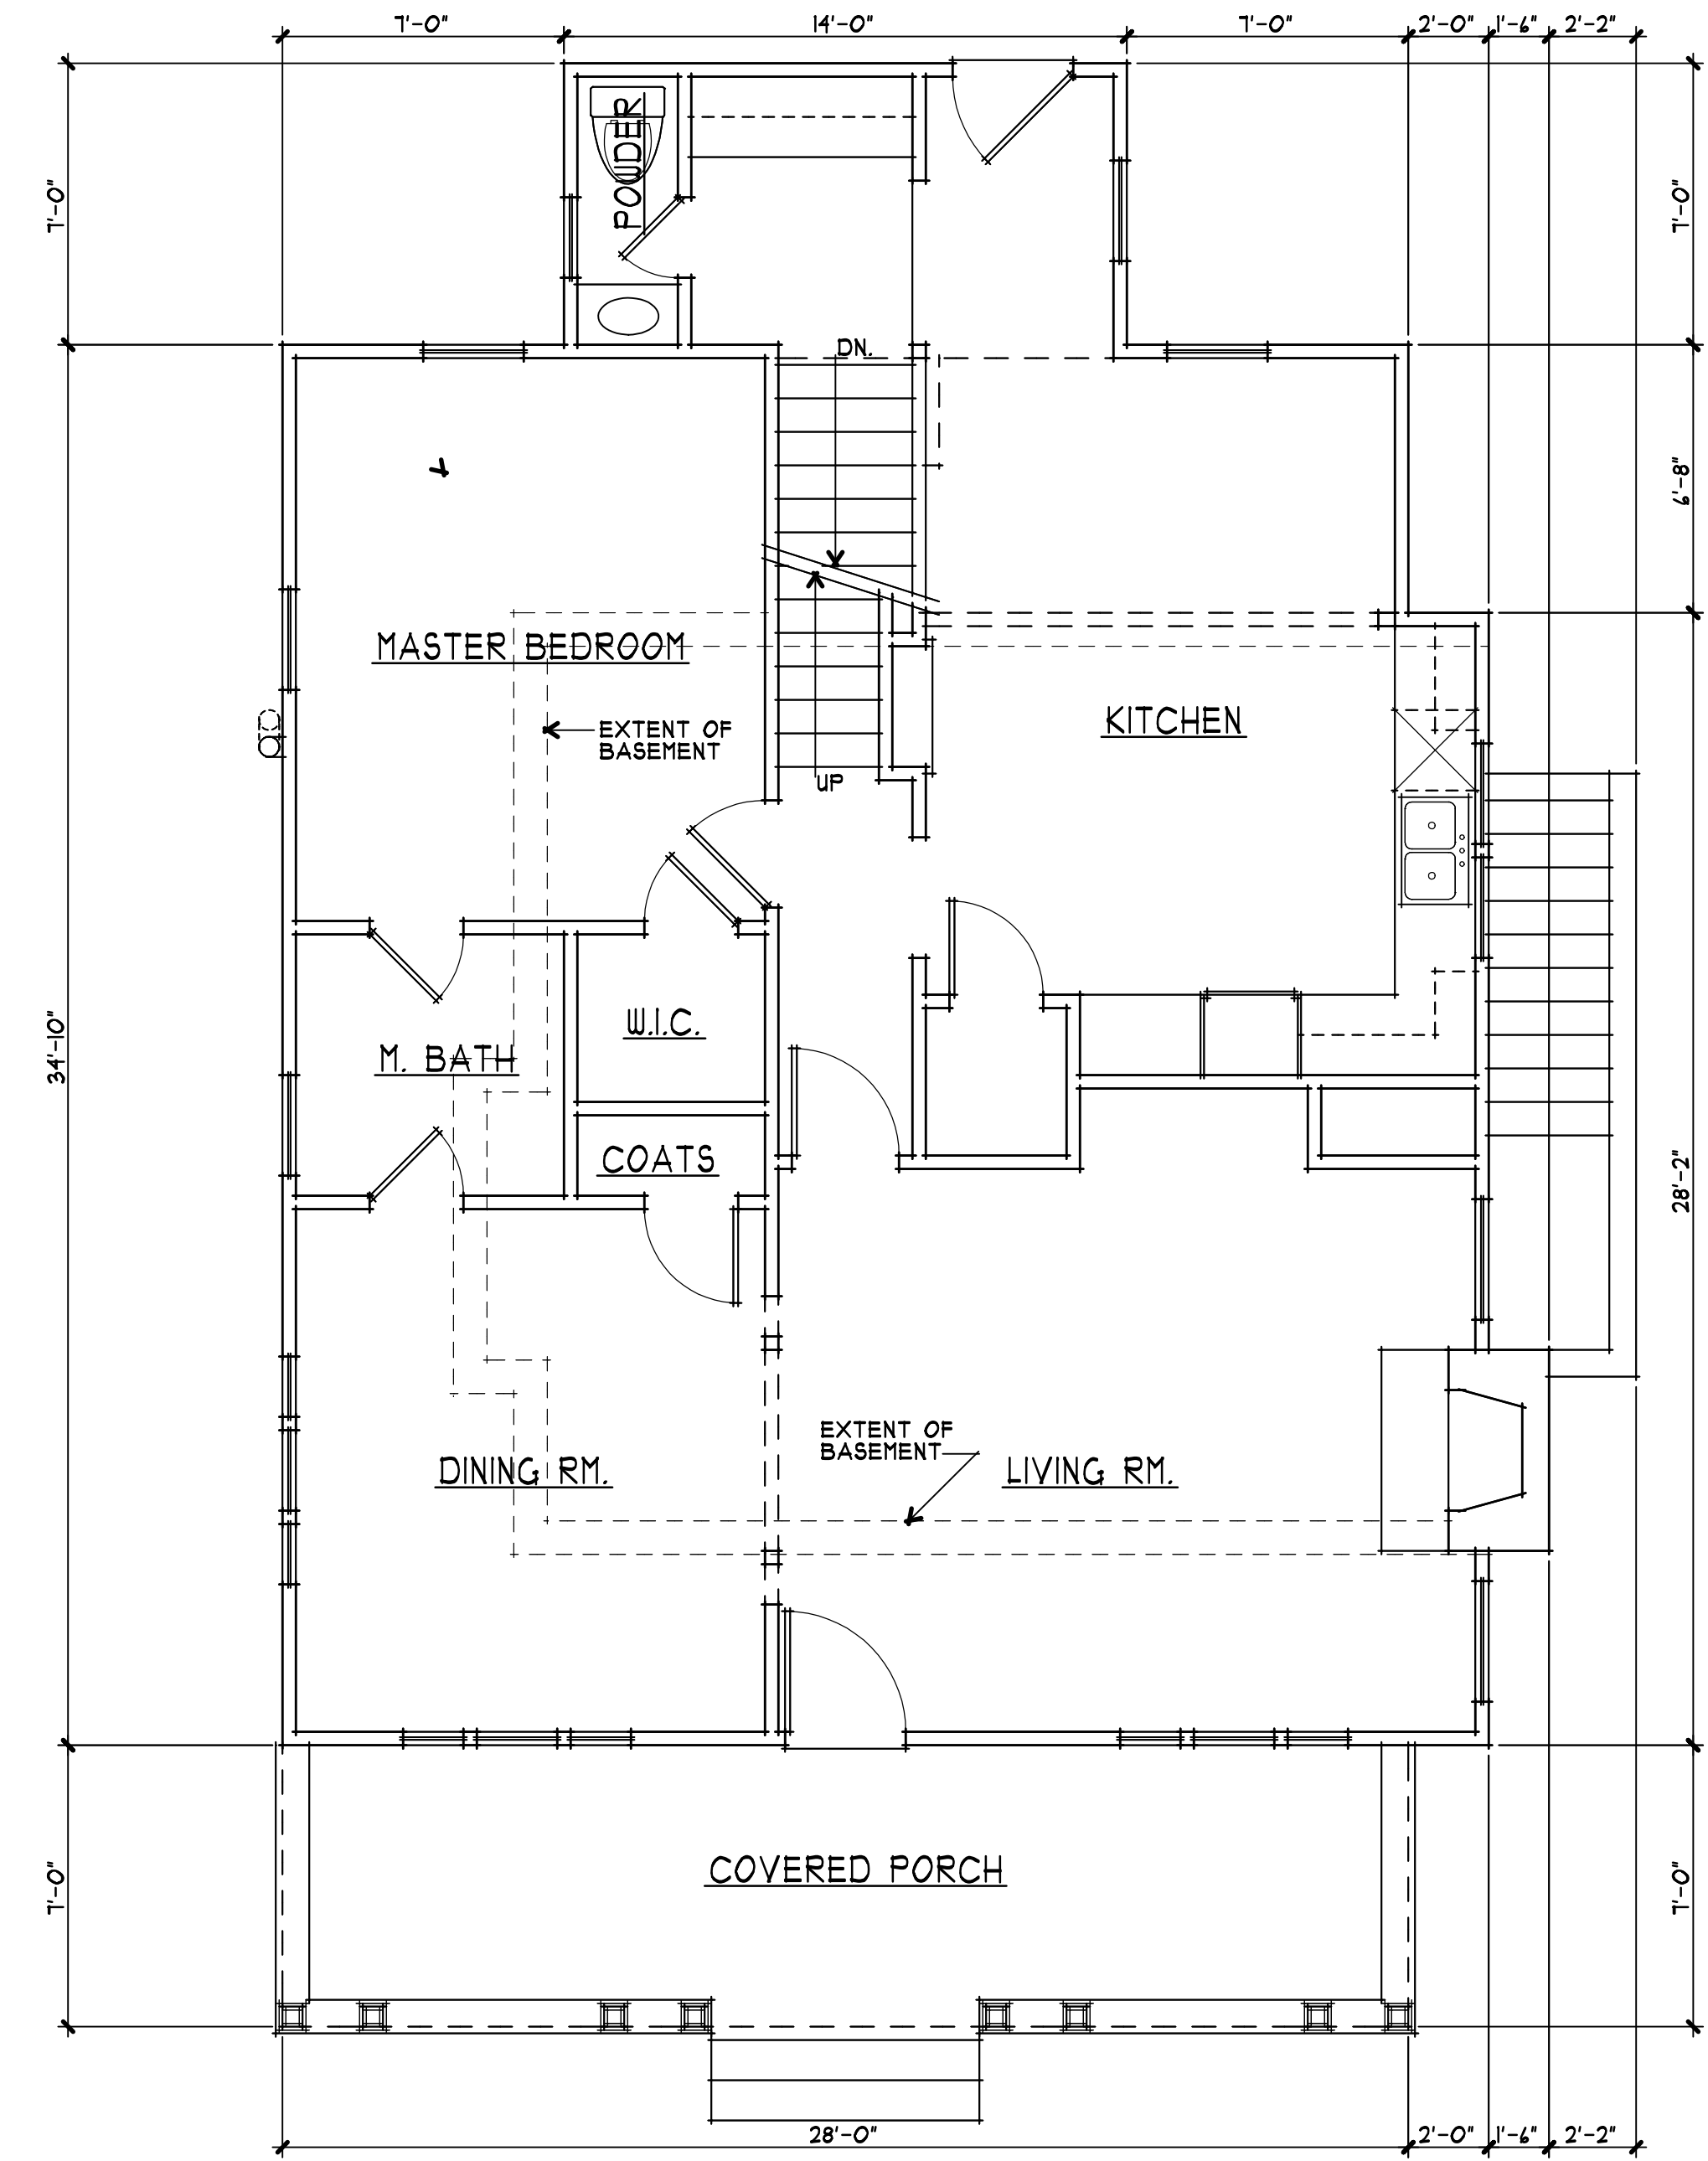 7'-0"
14'-0"
7'-0"
2'-0"
1'-6"
2'-2"
7'-0"
POWDER
7'-0"
DN.
6'-8"
MASTER BEDROOM
KITCHEN
EXTENT OF
BASEMENT
UP
W.I.C.
M. BATH
34'-10"
COATS
28'-2"
EXTENT OF
BASEMENT
DINING RM.
LIVING RM.
COVERED PORCH
7'-0"
7'-0"
28'-0"
2'-0"
1'-6"
2'-2"